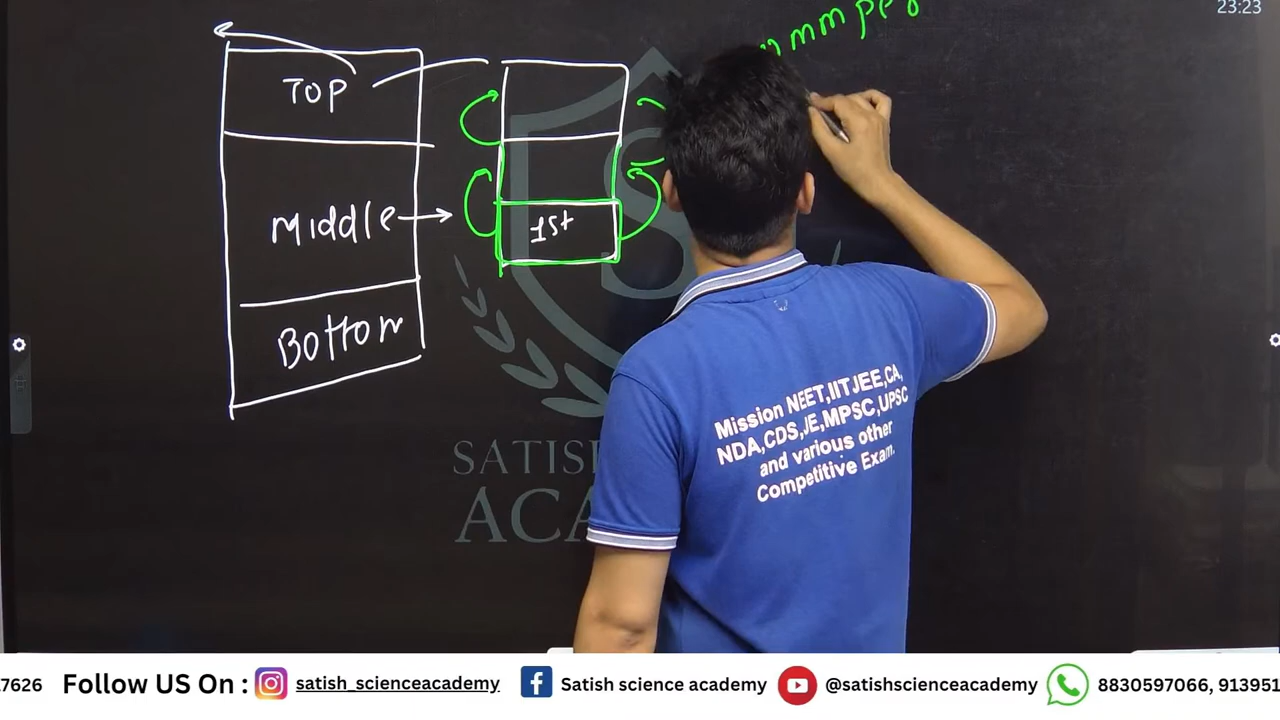 23:23
TOP
Middle
Bottom
1st
SATISH
ACA
Mission NEET,IIT JEE,CA,
NDA,CDS,JE,MPSC,UPSC
and various other
Competitive Exam.
7626 Follow US On : satish_scienceacademy Satish science academy @satishscienceacademy 8830597066, 913951